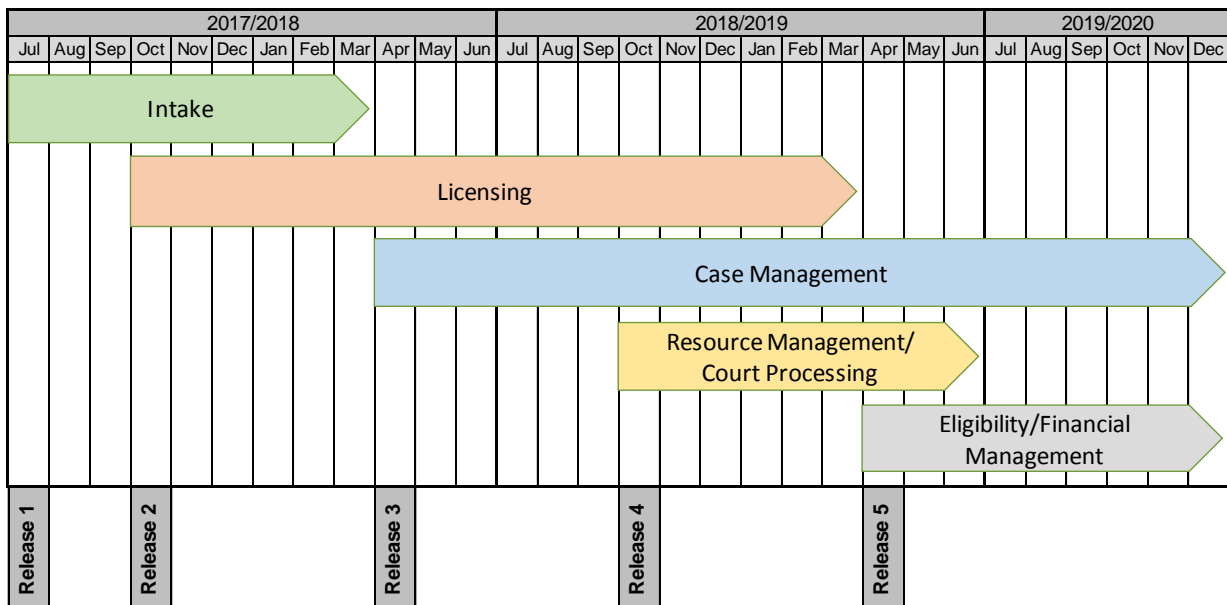 2017/2018 2018/2019 2019/2020
Jul Aug Sep Oct Nov Dec Jan Feb Mar Apr May Jun Jul Aug Sep Oct Nov Dec Jan Feb Mar Apr May Jun Jul Aug Sep Oct Nov Dec
Intake
Licensing
Case Management
Resource Management/
Court Processing
Eligibility/Financial
Management
Release 1
Release 2
Release 3
Release 4
Release 5